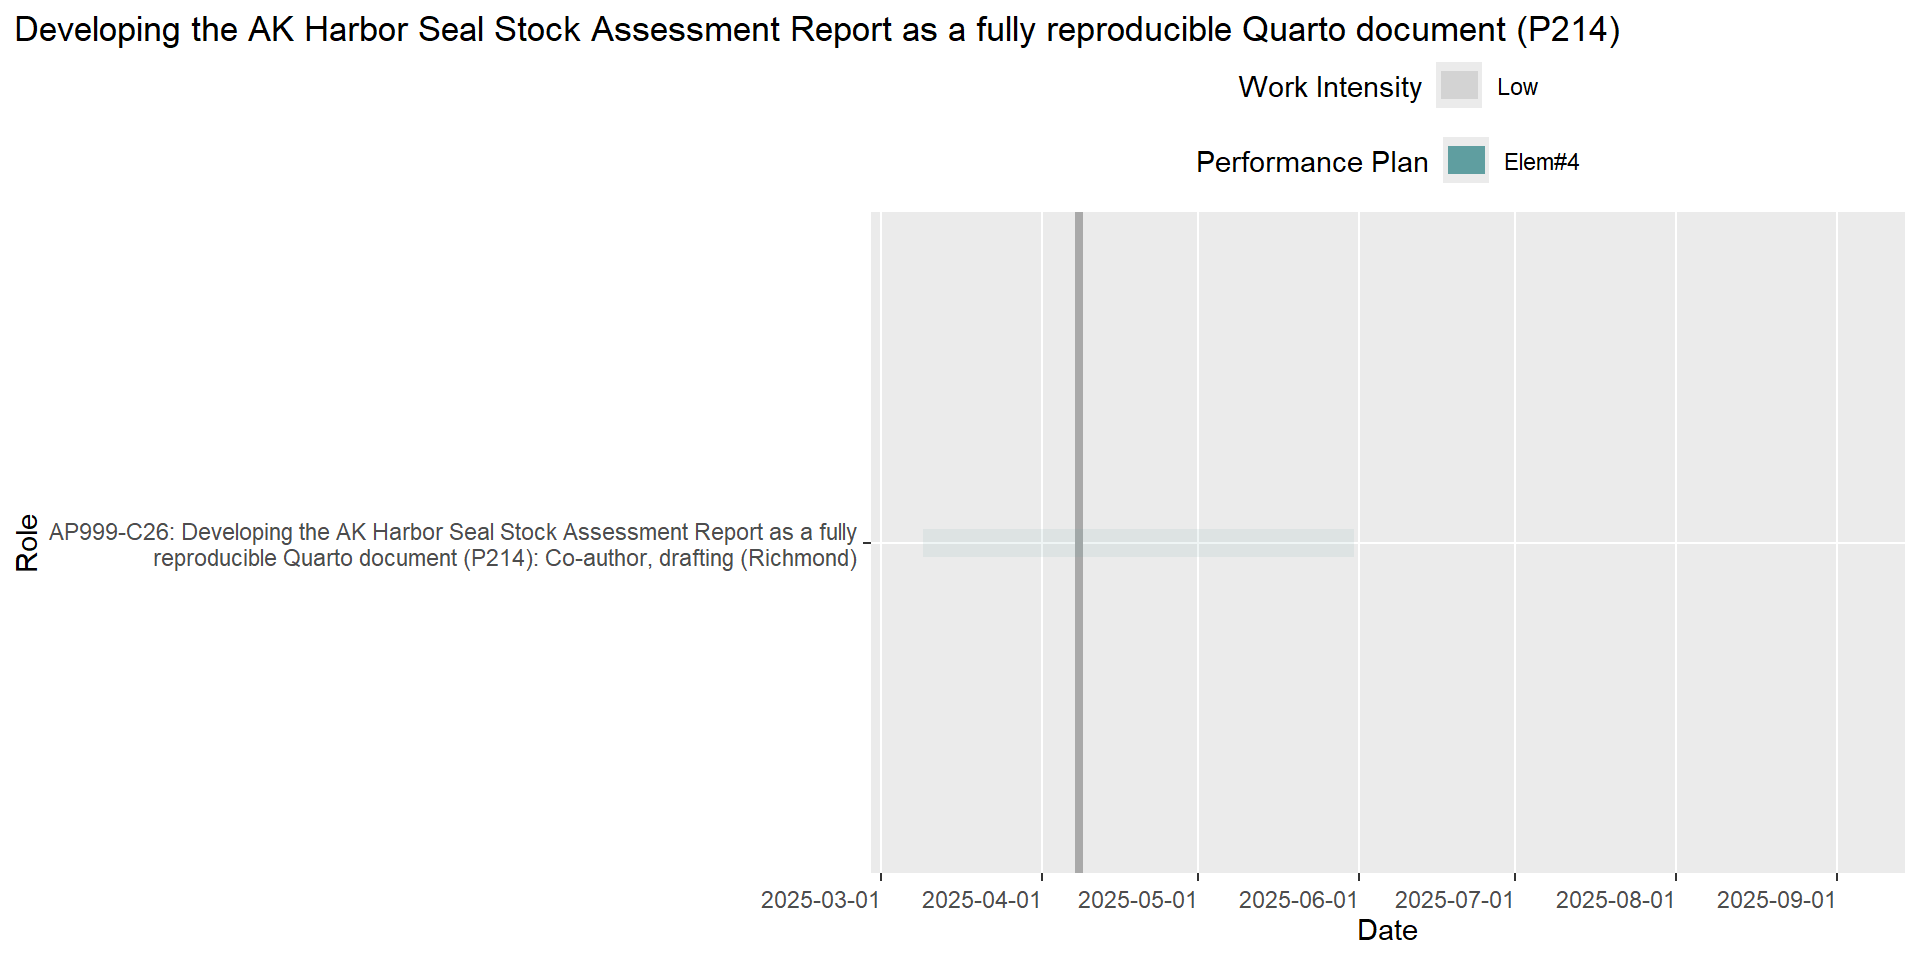 Developing the AK Harbor Seal Stock Assessment Report as a fully reproducible Quarto document (P214)
Work Intensity Low
Performance Plan Elem#4
Role
AP999-C26: Developing the AK Harbor Seal Stock Assessment Report as a fully
reproducible Quarto document (P214): Co-author, drafting (Richmond)
2025-03-01 2025-04-01 2025-05-01 2025-06-01 2025-07-01 2025-08-01 2025-09-01
Date